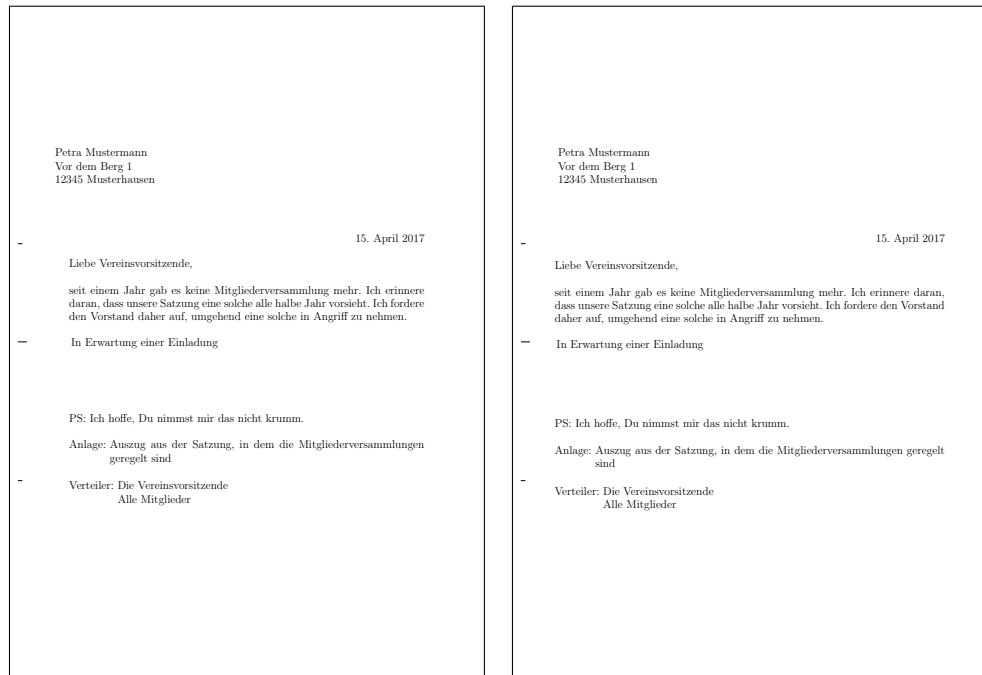 Petra Mustermann
Vor dem Berg 1
12345 Musterhausen
15. April 2017
Liebe Vereinsvorsitzende,
seit einem Jahr gab es keine Mitgliederversammlung mehr. Ich erinnere
daran, dass unsere Satzung eine solche alle halbe Jahr vorsieht. Ich fordere
den Vorstand daher auf, umgehend eine solche in Angriff zu nehmen.
In Erwartung einer Einladung
PS: Ich hoffe, Du nimmst mir das nicht krumm.
Anlage: Auszug aus der Satzung, in dem die Mitgliederversammlungen
geregelt sind
Verteiler: Die Vereinsvorsitzende
Alle Mitglieder
Petra Mustermann
Vor dem Berg 1
12345 Musterhausen
15. April 2017
Liebe Vereinsvorsitzende,
seit einem Jahr gab es keine Mitgliederversammlung mehr. Ich erinnere daran,
dass unsere Satzung eine solche alle halbe Jahr vorsieht. Ich fordere den Vorstand
daher auf, umgehend eine solche in Angriff zu nehmen.
In Erwartung einer Einladung
PS: Ich hoffe, Du nimmst mir das nicht krumm.
Anlage: Auszug aus der Satzung, in dem die Mitgliederversammlungen geregelt
sind
Verteiler: Die Vereinsvorsitzende
Alle Mitglieder